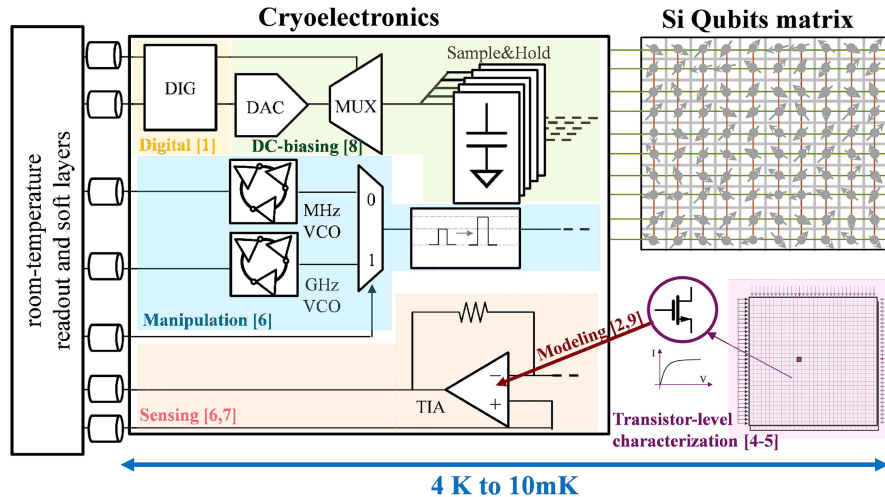 Cryoelectronics
Si Qubits matrix
Sample&Hold
DIG
DAC
MUX
Digital [1]
DC-biasing [8]
room-temperature
readout and soft layers
MHz
VCO
0
1
GHz
VCO
Manipulation [6]
Modeling [2,9]
I
V
−
+
TIA
Sensing [6,7]
Transistor-level
characterization [4-5]
4 K to 10mK